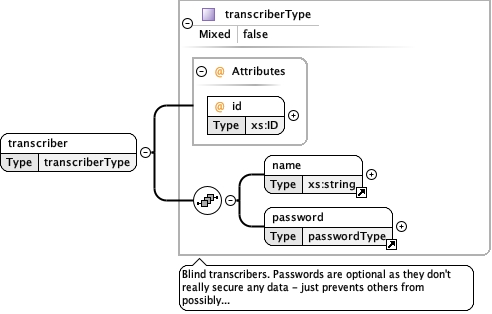 transcriberType
Mixed false
@ Attributes
@ id
Type xs:ID
transcriber
Type transcriberType
name
Type xs:string
password
Type passwordType
Blind transcribers. Passwords are optional as they don't
really secure any data - just prevents others from
possibly...